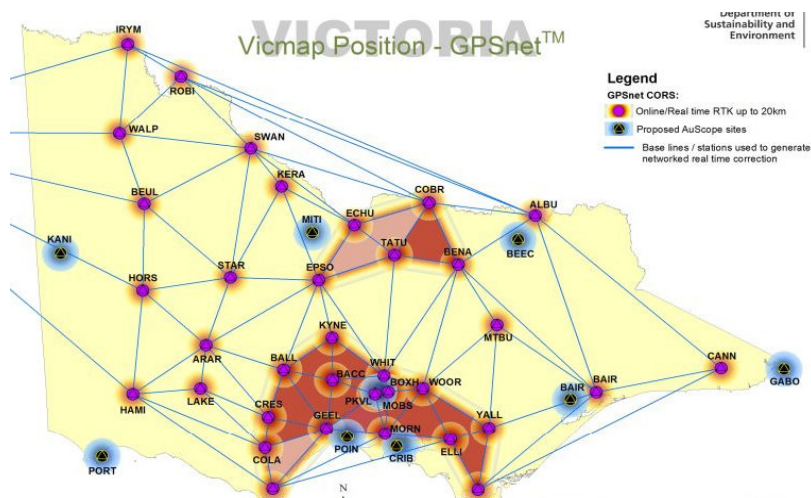 VICTORIA
Vicmap Position - GPSnet™
Department of
Sustainability and
Environment
Legend
GPSnet CORS:
Online/Real time RTK up to 20km
Proposed AuScope sites
Base lines / stations used to generate
networked real time correction
IRYM
ROBI
WALP
SWAN
KERA
BEUL
COBR
ALBU
ECHU
MITI
KANI
TATU
BEEC
BENA
STAR
EPSO
HORS
KYNE
MTBU
ARAR
BALL
WHIT
CANN
GABO
BACC
BOXH
WOOR
BAIR
BAIR
HAMI
LAKE
PKVL
MOBS
CRES
GEEL
MORN
YALL
COLA
POIN
CRIB
ELLI
PORT
N